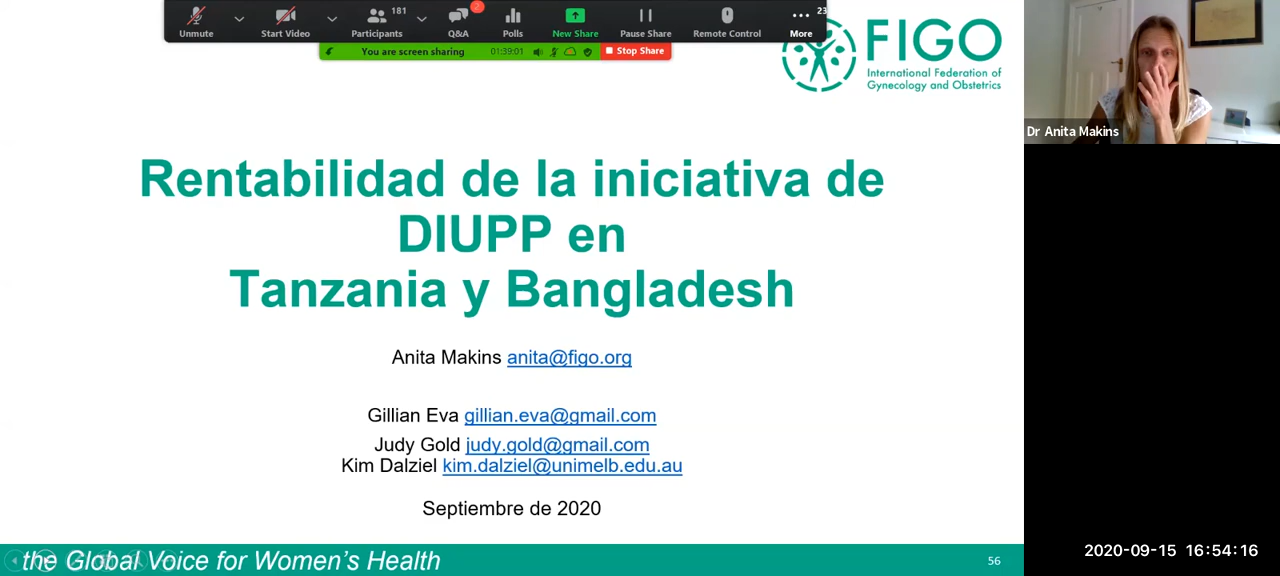 181
2
23
Unmute
Start Video
Participants
Q&A
Polls
New Share
Pause Share
Remote Control
More
You are screen sharing
01:39:01
Stop Share
FIGO
International Federation of
Gynecology and Obstetrics
Dr Anita Makins
Rentabilidad de la iniciativa de
DIUPP en
Tanzania y Bangladesh
Anita Makins anita@figo.org
Gillian Eva gillian.eva@gmail.com
Judy Gold judy.gold@gmail.com
Kim Dalziel kim.dalziel@unimelb.edu.au
Septiembre de 2020
the Global Voice for Women's Health
56
2020-09-15 16:54:16